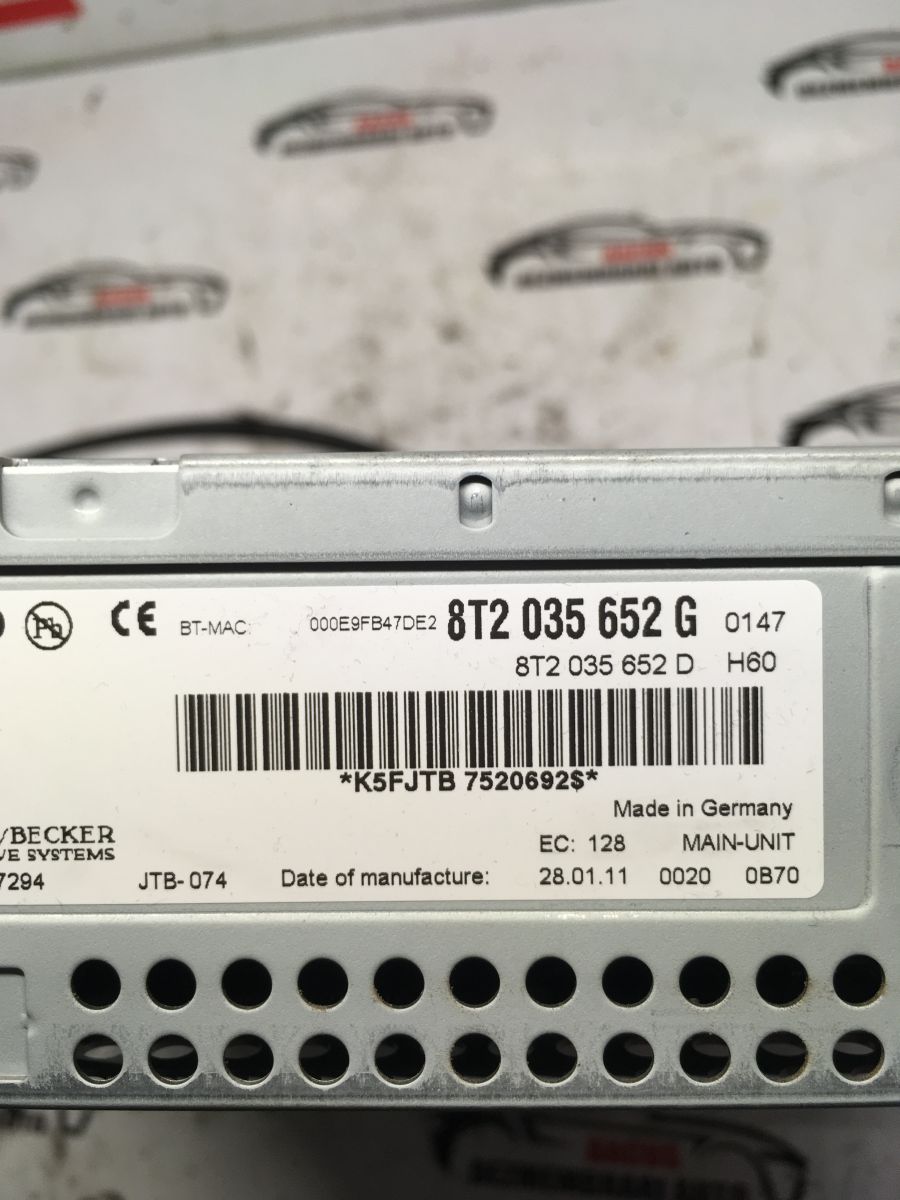 BT-MAC: 000E9FB47DE2 8T2 035 652 G 0147
8T2 035 652 D H60
*K5FJTB 7520692$*
Made in Germany
/BECKER EC: 128 MAIN-UNIT
VE SYSTEMS
7294 JTB-074 Date of manufacture: 28.01.11 0020 0B70